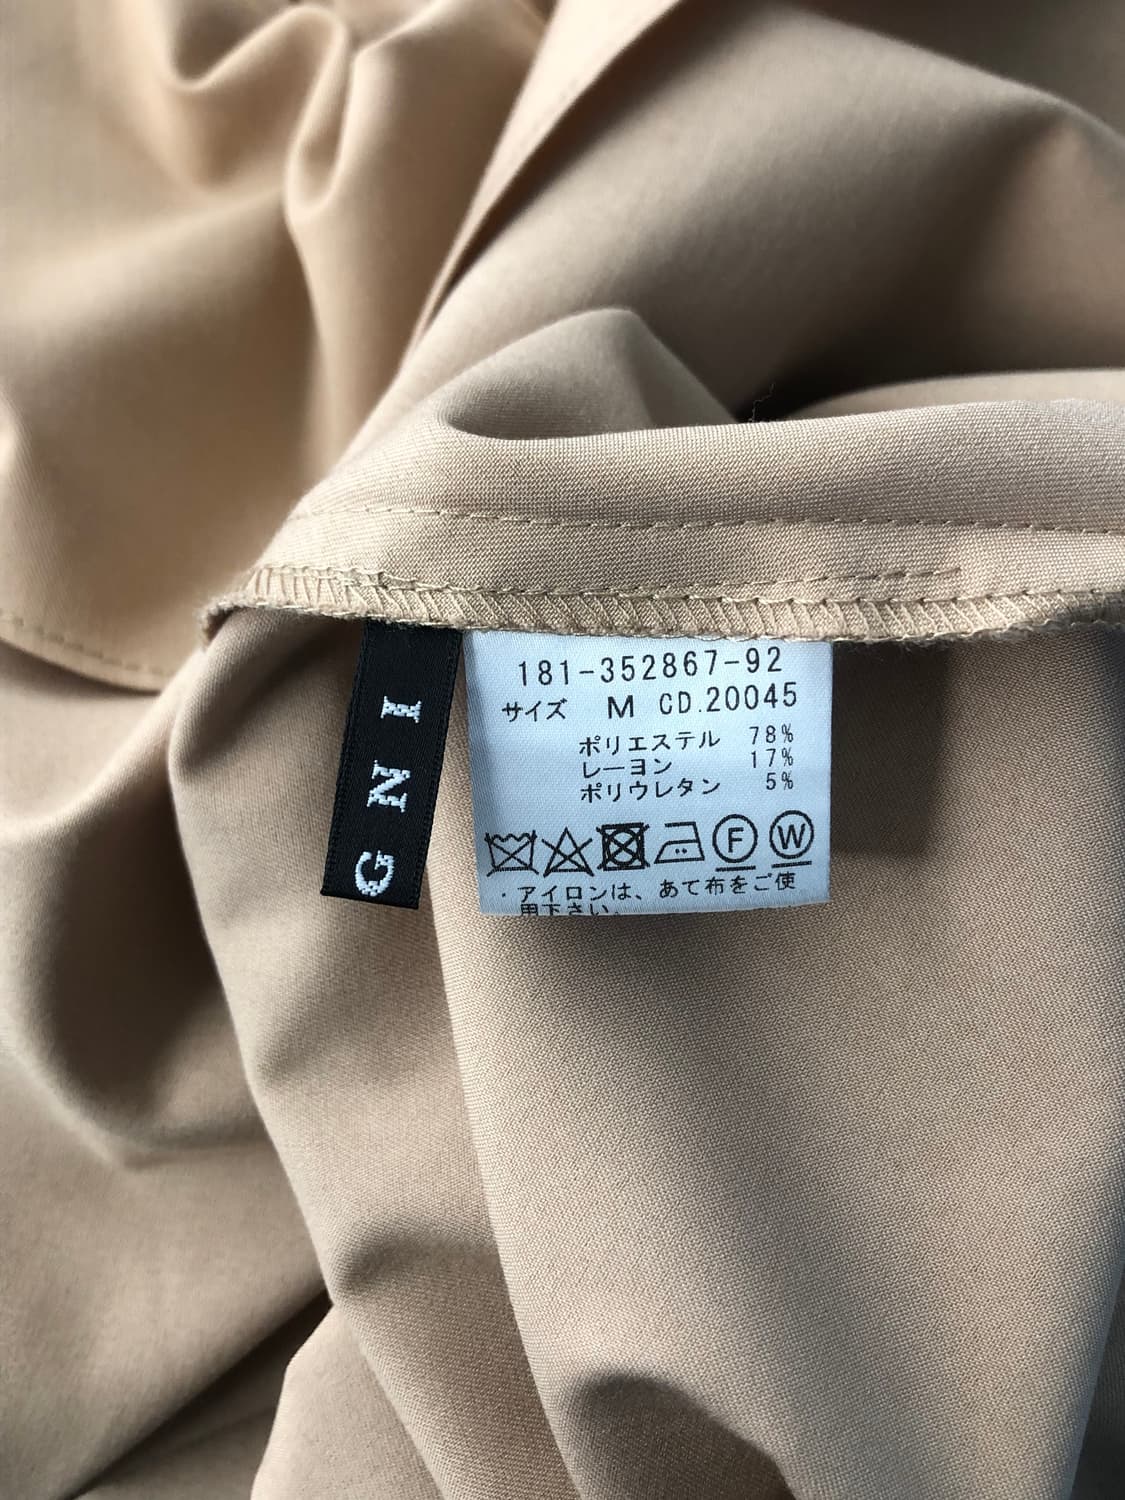 181-352867-92
サイズ M CD.20045
ポリエステル 78%
レーヨン 17%
ポリウレタン 5%
F W
・アイロンは、あて布をご使
用下さい。
GNI